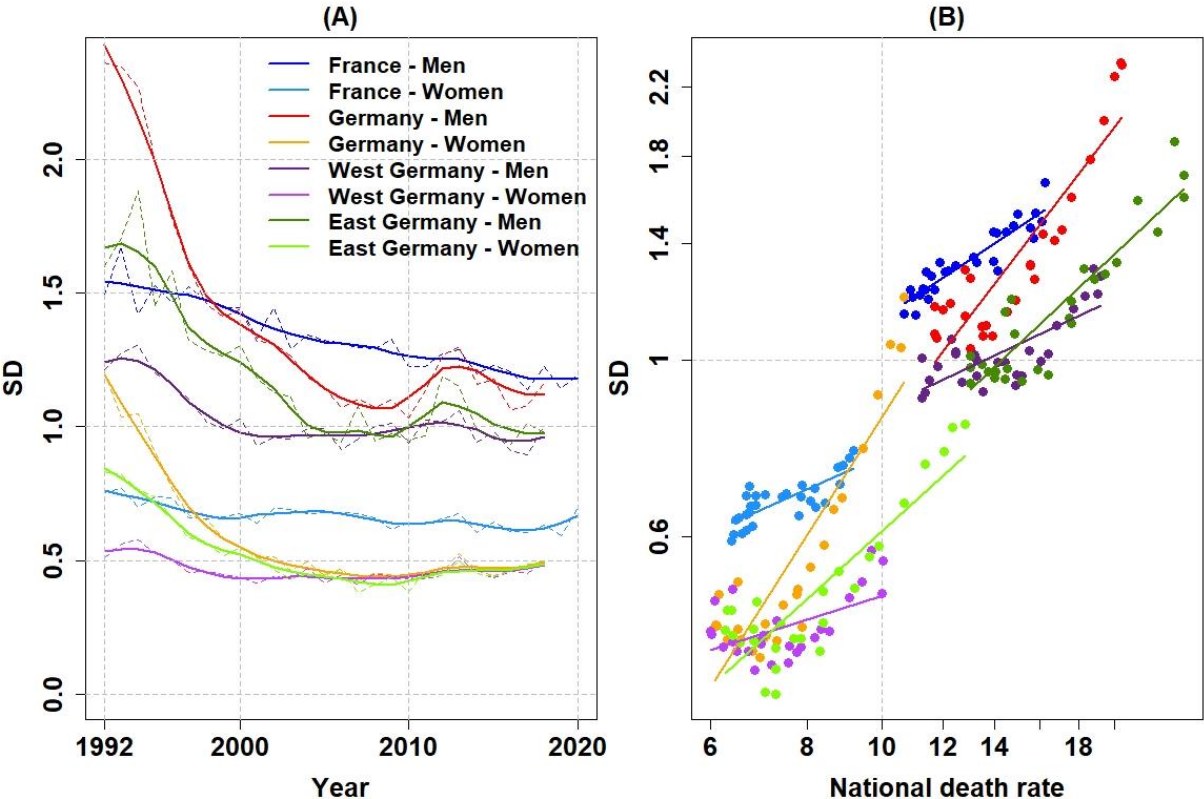 (A)
SD
2.0
1.5
1.0
0.5
0.0
France - Men
France - Women
Germany - Men
Germany - Women
West Germany - Men
West Germany - Women
East Germany - Men
East Germany - Women
1992 2000 2010 2020
Year
(B)
SD
2.2
1.8
1.4
1
0.6
6 8 10 12 14 18
National death rate